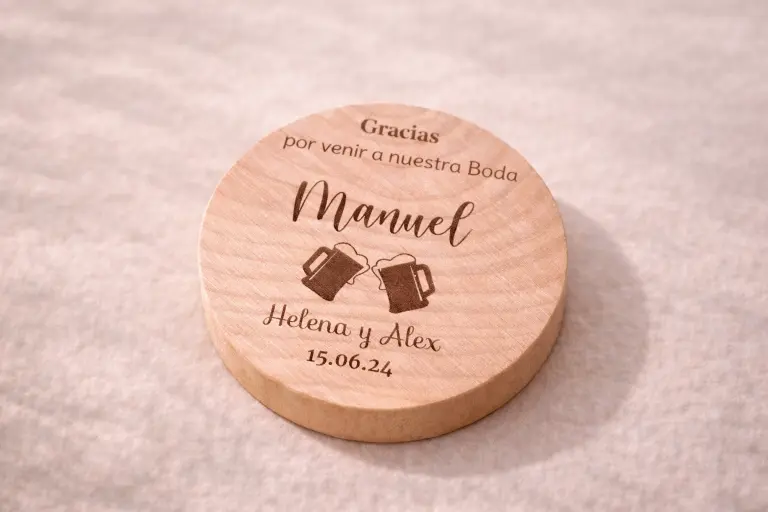 Gracias
por venir a nuestra Boda
Manuel
Helena y Alex
15.06.24